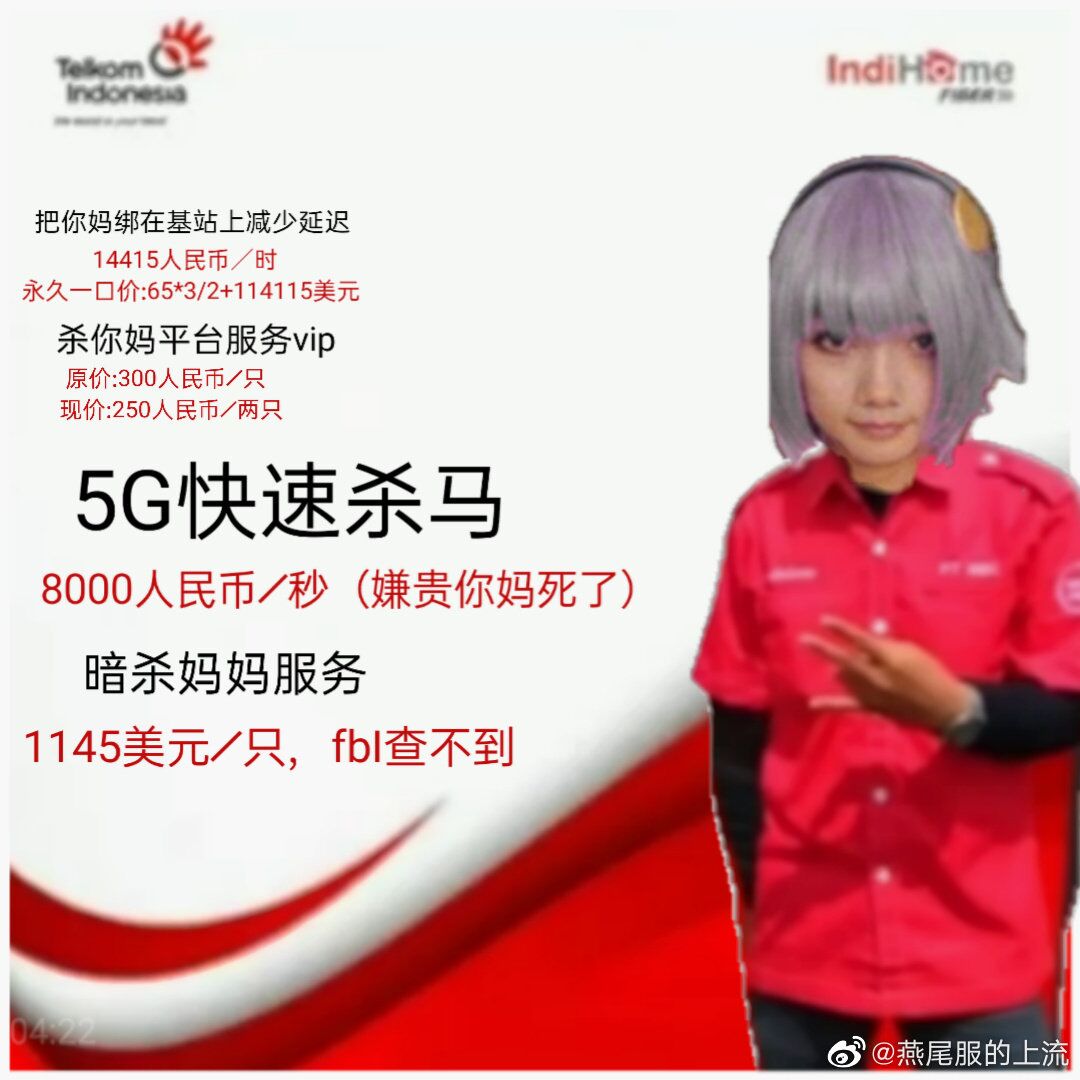 Telkom
Indonesia
IndiHome
FIBER
把你妈绑在基站上减少延迟
14415人民币／时
永久一口价:65*3/2+114115美元
杀你妈平台服务vip
原价:300人民币/只
现价:250人民币/两只
5G快速杀马
8000人民币/秒（嫌贵你妈死了）
暗杀妈妈服务
1145美元/只，fbI查不到
04:22
@燕尾服的上流